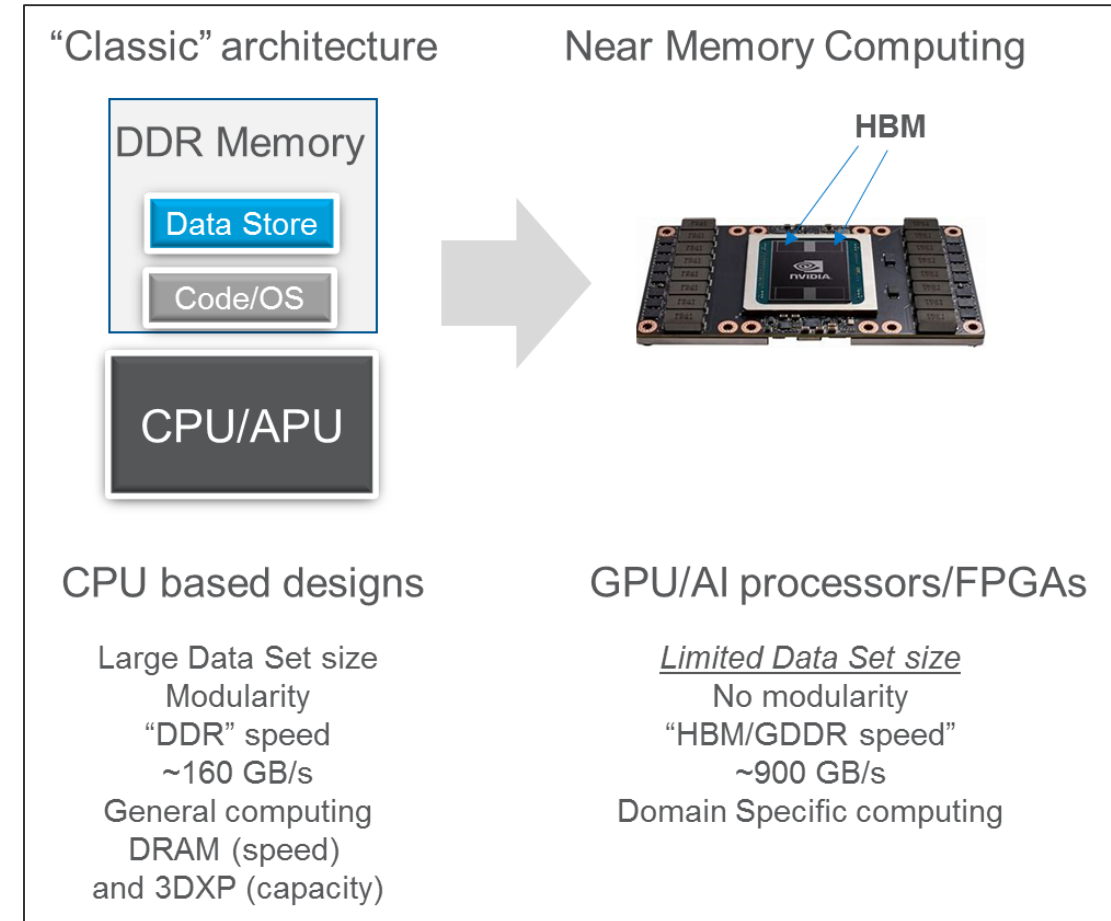 “Classic” architecture
DDR Memory
Data Store
Code/OS
CPU/APU
CPU based designs
Large Data Set size
Modularity
“DDR” speed
~160 GB/s
General computing
DRAM (speed)
and 3DXP (capacity)
Near Memory Computing
HBM
NVIDIA
GPU/AI processors/FPGAs
Limited Data Set size
No modularity
“HBM/GDDR speed”
~900 GB/s
Domain Specific computing